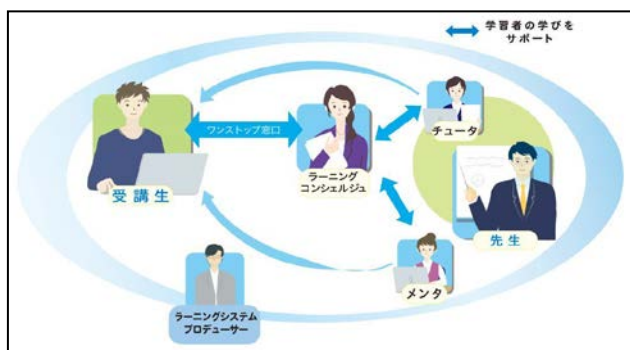 学習者の学びを
サポート
チュータ
ワンストップ窓口
ラーニング
コンシェルジュ
受講生
先生
メンタ
ラーニングシステム
プロデューサー